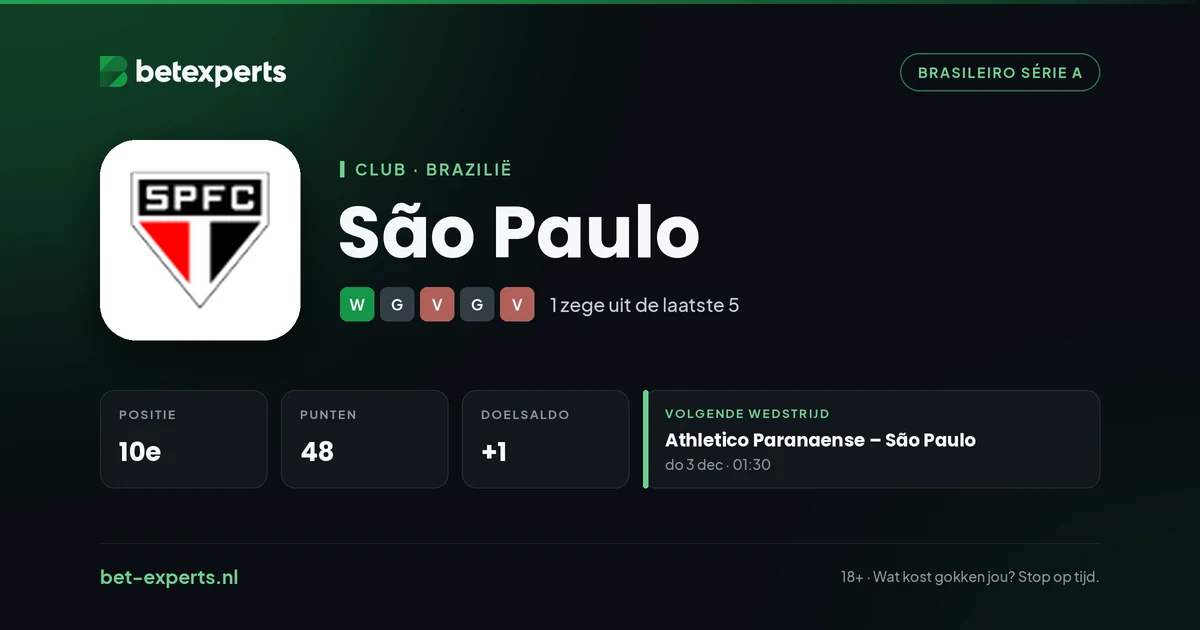 betexperts
BRASILEIRO SÉRIE A
SPFC
CLUB · BRAZILIË
São Paulo
W G V G V 1 zege uit de laatste 5
POSITIE
10e
PUNTEN
48
DOELSALDO
+1
VOLGENDE WEDSTRIJD
Athletico Paranaense – São Paulo
do 3 dec · 01:30
bet-experts.nl
18+ · Wat kost gokken jou? Stop op tijd.